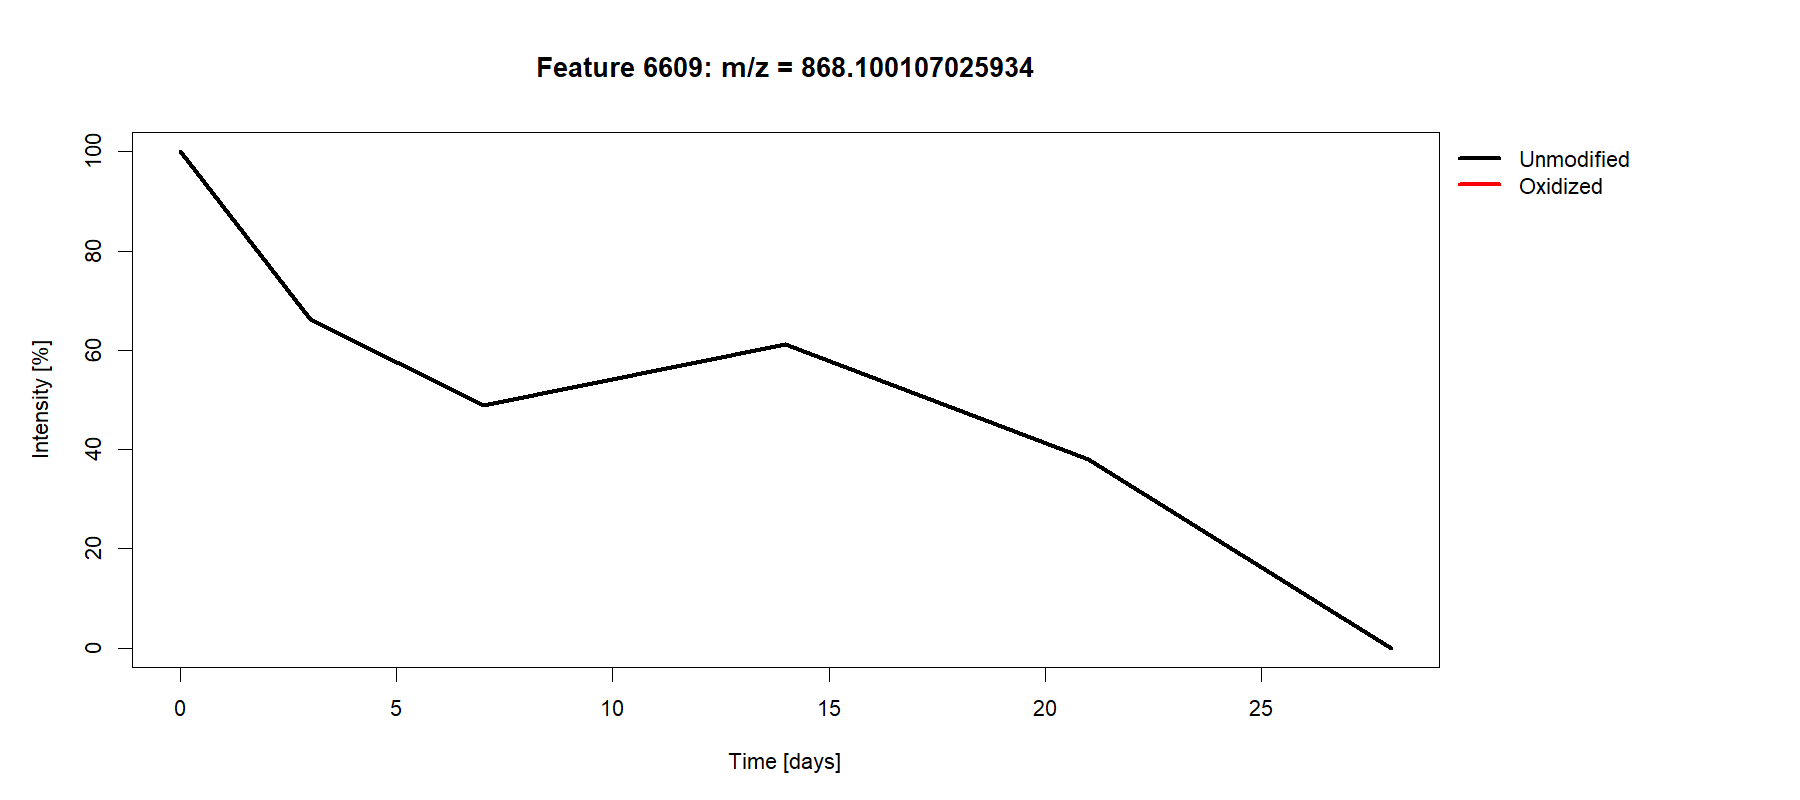 Feature 6609: m/z = 868.100107025934
Unmodified
Oxidized
Intensity [%]
100
80
60
40
20
0
0 5 10 15 20 25
Time [days]